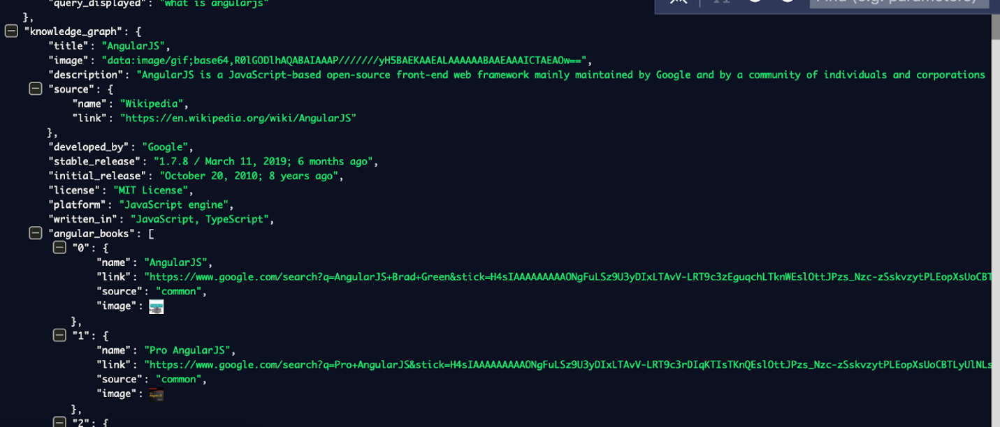 "query_displayed": "what is angularjs"
},
"knowledge_graph": {
"title": "AngularJS",
"image": "data:image/gif;base64,R0lGODlhAQABAIAAAP///////yH5BAEKAAEALAAAAAABAAEAAAICTAEAOw==",
"description": "AngularJS is a JavaScript-based open-source front-end web framework mainly maintained by Google and by a community of individuals and corporations
"source": {
"name": "Wikipedia",
"link": "https://en.wikipedia.org/wiki/AngularJS"
},
"developed_by": "Google",
"stable_release": "1.7.8 / March 11, 2019; 6 months ago",
"initial_release": "October 20, 2010; 8 years ago",
"license": "MIT License",
"platform": "JavaScript engine",
"written_in": "JavaScript, TypeScript",
"angular_books": [
"0": {
"name": "AngularJS",
"link": "https://www.google.com/search?q=AngularJS+Brad+Green&stick=H4sIAAAAAAAAAONgFuLSz9U3yDIxLTAvV-LRT9c3zEguqchLTknWEslOttJPzs_Nzc-zSskvzytPLEopXsUoCBT
"source": "common",
"image":
},
"1": {
"name": "Pro AngularJS",
"link": "https://www.google.com/search?q=Pro+AngularJS&stick=H4sIAAAAAAAAAONgFuLSz9U3yDIxLTAvV-LRT9c3rDIqKTIsTKnQEslOttJPzs_Nzc-zSskvzytPLEopXsUoCBTLyUlNLs
"source": "common",
"image":
},
"2": {